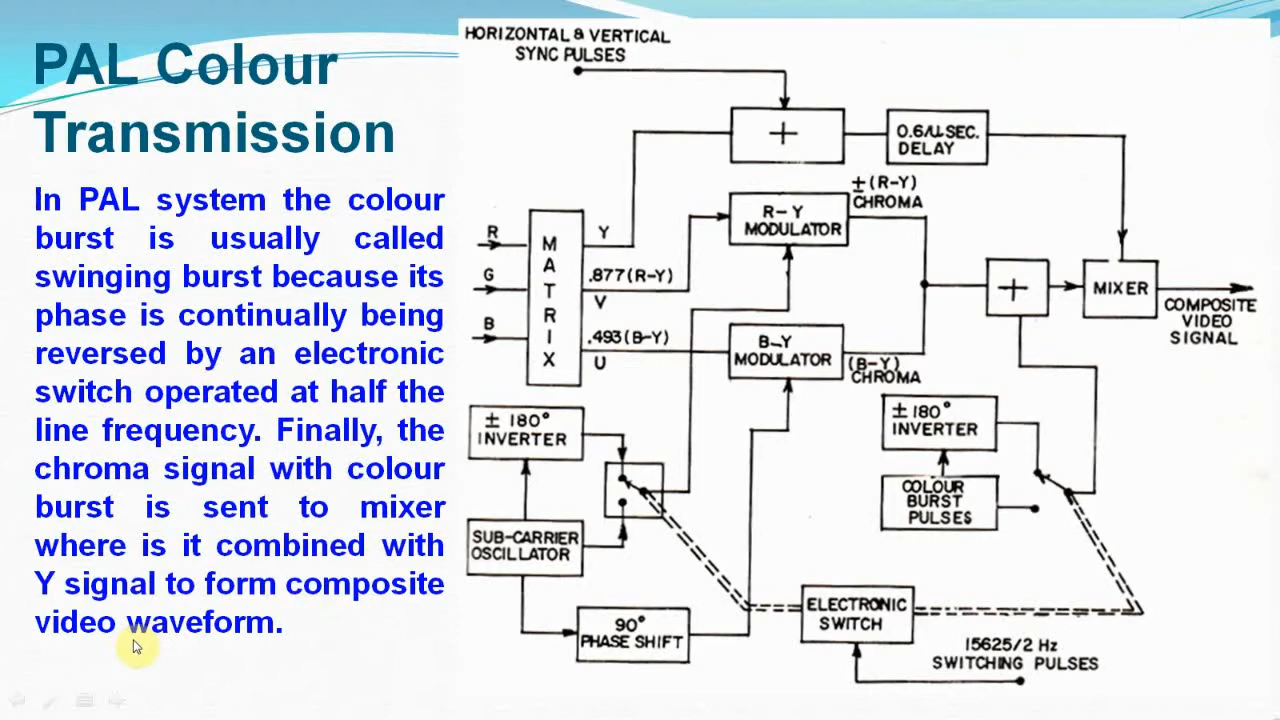 PAL Colour
Transmission
In PAL system the colour
burst is usually called
swinging burst because its
phase is continually being
reversed by an electronic
switch operated at half the
line frequency. Finally, the
chroma signal with colour
burst is sent to mixer
where is it combined with
Y signal to form composite
video waveform.
HORIZONTAL & VERTICAL
SYNC PULSES
+
0.6/μSEC.
DELAY
R
G
B
MATRIX
Y
.877(R-Y)
V
.493(B-Y)
U
R-Y
MODULATOR
±(R-Y)
CHROMA
B-Y
MODULATOR
(B-Y)
CHROMA
+
MIXER
COMPOSITE
VIDEO
SIGNAL
± 180°
INVERTER
SUB-CARRIER
OSCILLATOR
90°
PHASE SHIFT
± 180°
INVERTER
COLOUR
BURST
PULSES
ELECTRONIC
SWITCH
15625/2 Hz
SWITCHING PULSES